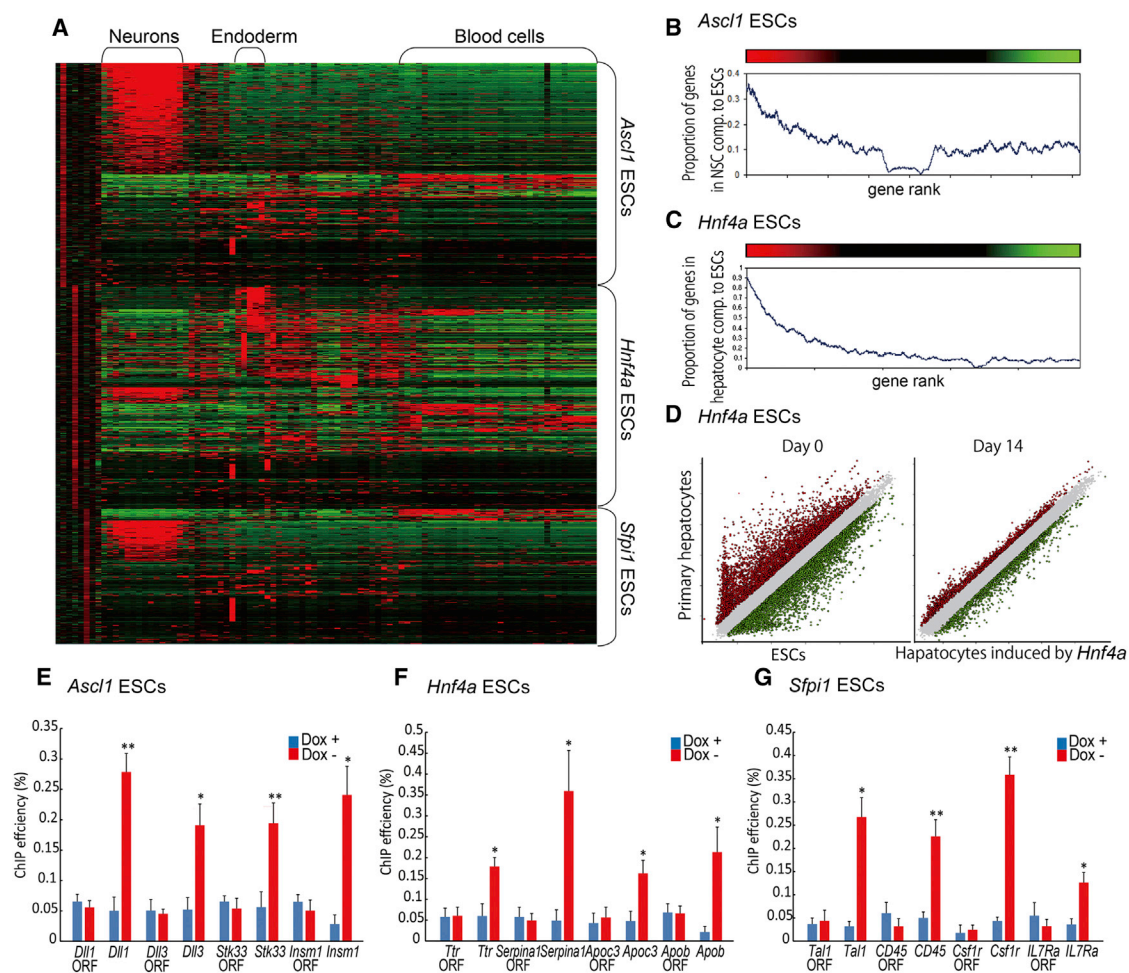 A
Neurons
Endoderm
Blood cells
Ascl1 ESCs
Hnf4a ESCs
Sfpi1 ESCs
B
Ascl1 ESCs
Proportion of genes
in NSC comp. to ESCs
0.4
0.3
0.2
0.1
0
gene rank
C
Hnf4a ESCs
Proportion of genes in
hepatocyte comp. to ESCs
1
0.9
0.8
0.7
0.6
0.5
0.4
0.3
0.2
0.1
0
gene rank
D
Hnf4a ESCs
Day 0
Day 14
Primary hepatocytes
ESCs
Hapatocytes induced by Hnf4a
E
Ascl1 ESCs
Dox +
Dox -
ChIP effciency (%)
0.35
0.3
0.25
0.2
0.15
0.1
0.05
0
** * ** *
Dll1 Dll1 Dll3 Dll3 Stk33 Stk33 Insm1 Insm1
ORF ORF ORF ORF
F
Hnf4a ESCs
Dox +
Dox -
ChIP effciency (%)
0.5
0.45
0.4
0.35
0.3
0.25
0.2
0.15
0.1
0.05
0
* * * *
Ttr Ttr Serpina1 Serpina1 Apoc3 Apoc3 Apob Apob
ORF ORF ORF ORF
G
Sfpi1 ESCs
Dox +
Dox -
ChIP effciency (%)
0.45
0.4
0.35
0.3
0.25
0.2
0.15
0.1
0.05
0
* ** ** *
Tal1 Tal1 CD45 CD45 Csf1r Csf1r IL7Ra IL7Ra
ORF ORF ORF ORF